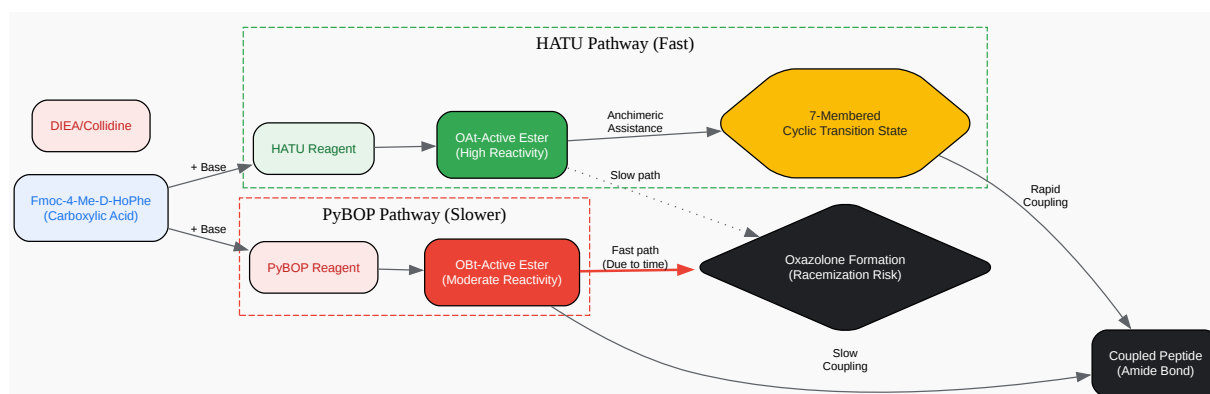 HATU Pathway (Fast)
DIEA/Collidine
Fmoc-4-Me-D-HoPhe
(Carboxylic Acid)
+ Base
+ Base
HATU Reagent
OAt-Active Ester
(High Reactivity)
Anchimeric
Assistance
7-Membered
Cyclic Transition State
Slow path
Rapid
Coupling
PyBOP Pathway (Slower)
PyBOP Reagent
OBt-Active Ester
(Moderate Reactivity)
Fast path
(Due to time)
Oxazolone Formation
(Racemization Risk)
Slow
Coupling
Coupled Peptide
(Amide Bond)